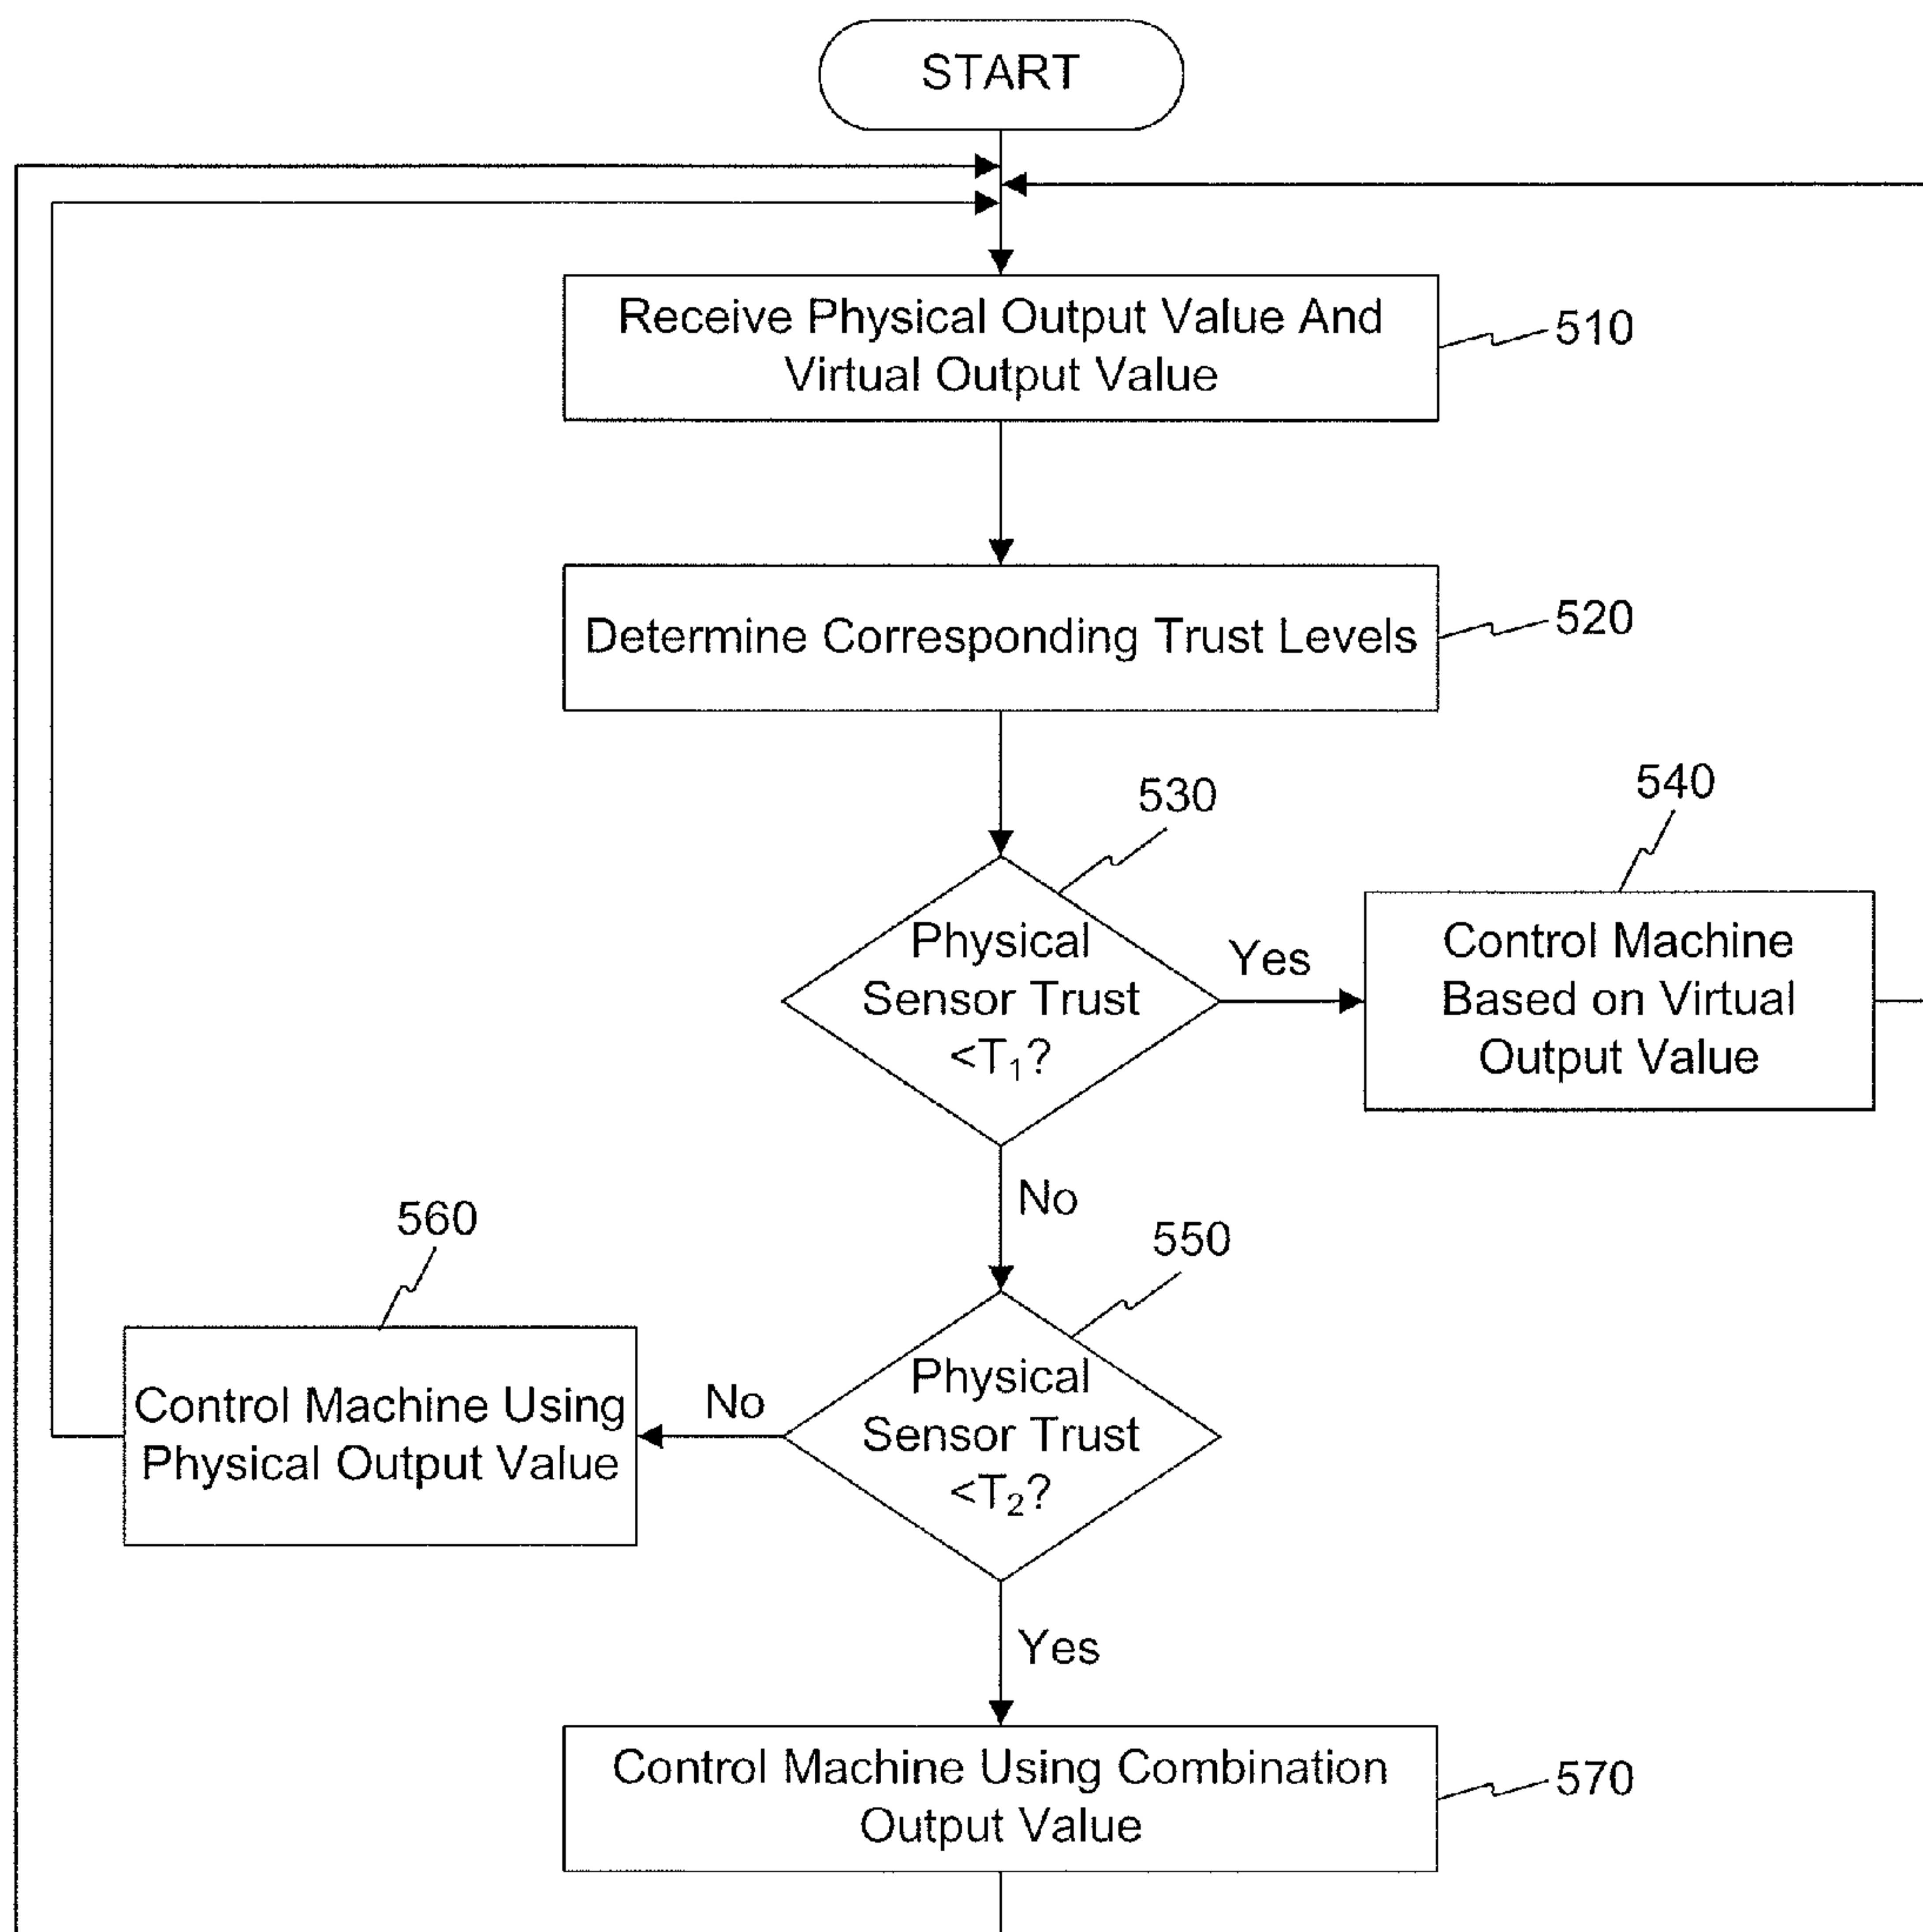 START
Receive Physical Output Value And
Virtual Output Value
510
Determine Corresponding Trust Levels
520
530
Physical
Sensor Trust
<T₁?
Yes
540
Control Machine
Based on Virtual
Output Value
No
550
Physical
Sensor Trust
<T₂?
No
560
Control Machine Using
Physical Output Value
Yes
Control Machine Using Combination
Output Value
570